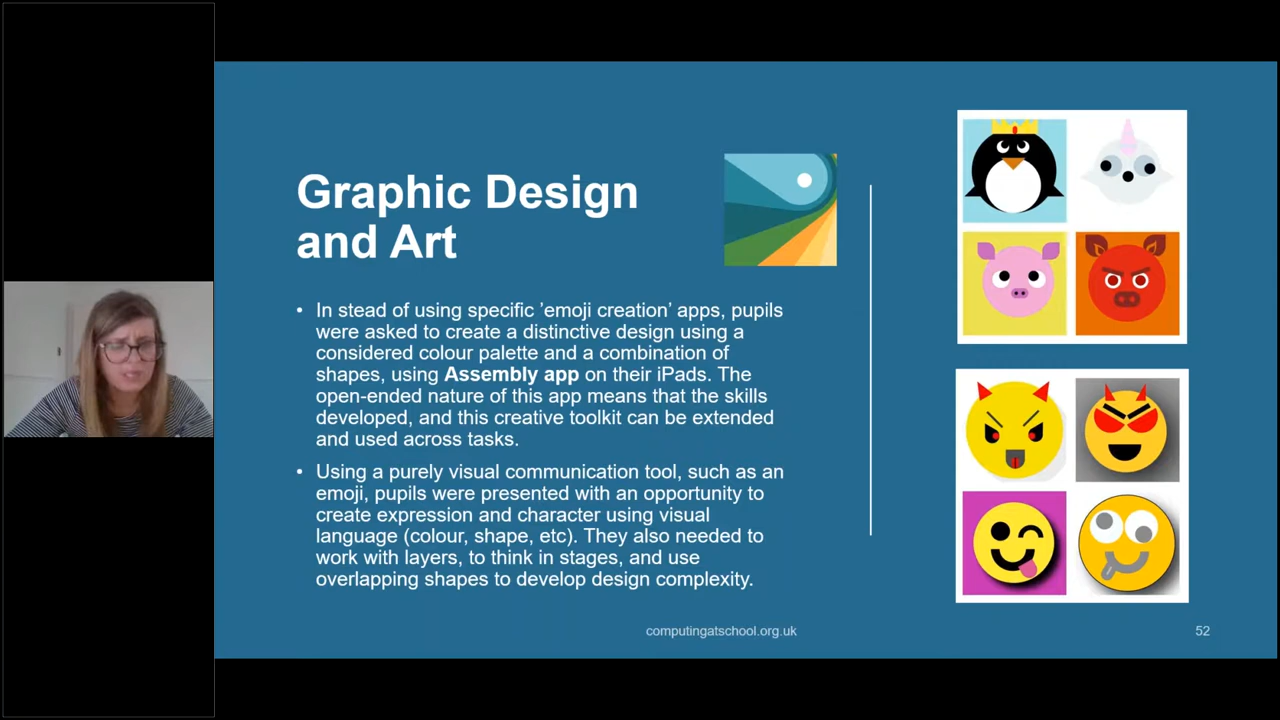 Graphic Design
and Art
• In stead of using specific ’emoji creation’ apps, pupils
were asked to create a distinctive design using a
considered colour palette and a combination of
shapes, using Assembly app on their iPads. The
open-ended nature of this app means that the skills
developed, and this creative toolkit can be extended
and used across tasks.
• Using a purely visual communication tool, such as an
emoji, pupils were presented with an opportunity to
create expression and character using visual
language (colour, shape, etc). They also needed to
work with layers, to think in stages, and use
overlapping shapes to develop design complexity.
computingatschool.org.uk
52